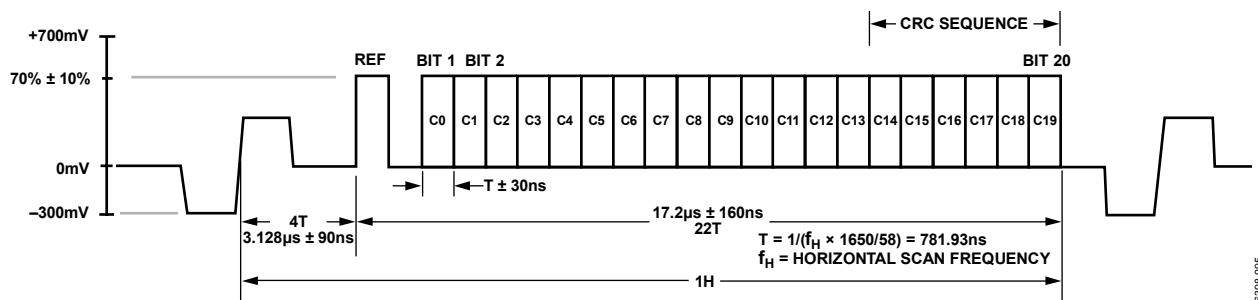 CRC SEQUENCE
+700mV
REF
BIT 1 BIT 2
BIT 20
70% ± 10%
C0 C1 C2 C3 C4 C5 C6 C7 C8 C9 C10 C11 C12 C13 C14 C15 C16 C17 C18 C19
0mV
T ± 30ns
–300mV
4T
3.128µs ± 90ns
17.2µs ± 160ns
22T
T = 1/(fH × 1650/58) = 781.93ns
fH = HORIZONTAL SCAN FREQUENCY
1H